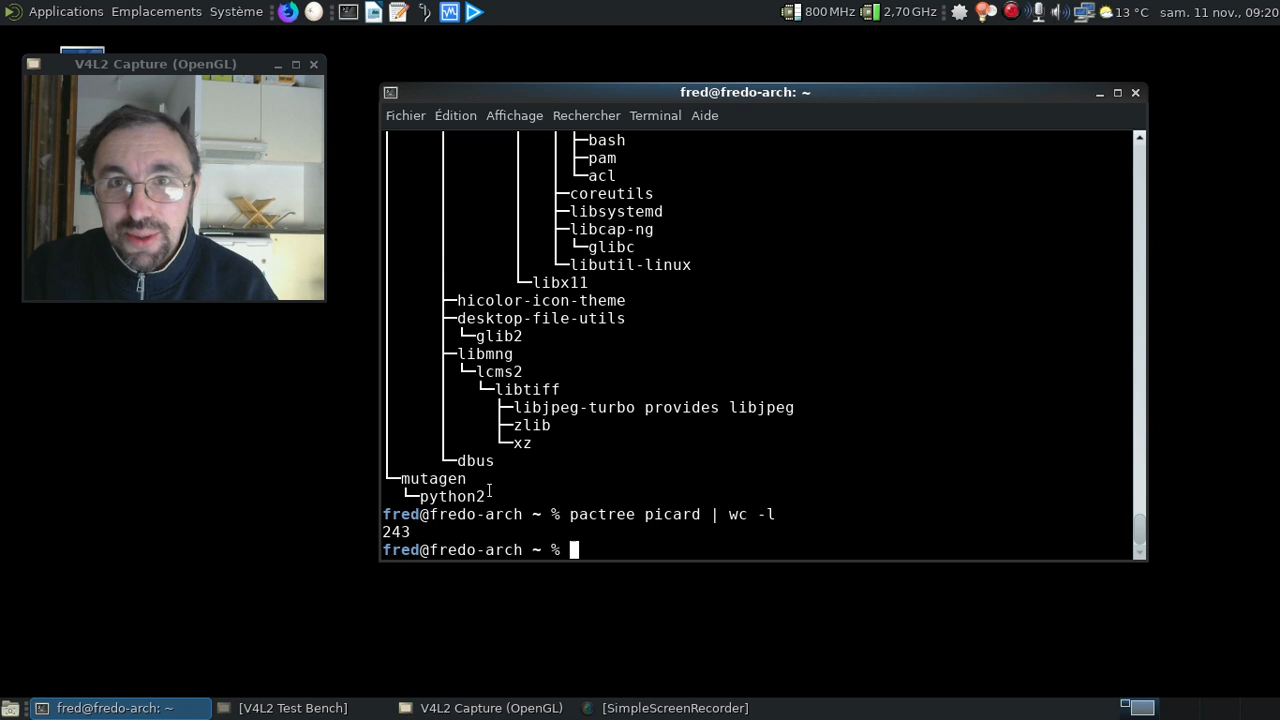 Applications Emplacements Système 800 MHz 2,70 GHz 13 °C sam. 11 nov., 09:20
V4L2 Capture (OpenGL)
fred@fredo-arch: ~
Fichier Édition Affichage Rechercher Terminal Aide
bash
pam
acl
coreutils
libsystemd
libcap-ng
glibc
libutil-linux
libx11
hicolor-icon-theme
desktop-file-utils
glib2
libmng
lcms2
libtiff
libjpeg-turbo provides libjpeg
zlib
xz
dbus
mutagen
python2
fred@fredo-arch ~ % pactree picard | wc -l
243
fred@fredo-arch ~ %
fred@fredo-arch: ~ [V4L2 Test Bench] V4L2 Capture (OpenGL) [SimpleScreenRecorder]